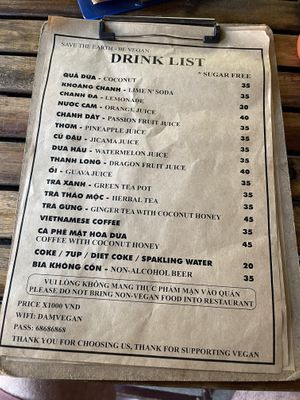 SAVE THE EARTH - BE VEGAN
DRINK LIST
* SUGAR FREE
QUẢ DỪA - COCONUT 35
KHOÁNG CHANH - LIME N' SODA 35
CHANH ĐÁ - LEMONADE 30
NƯỚC CAM - ORANGE JUICE 40
CHANH DÂY - PASSION FRUIT JUICE 35
THƠM - PINEAPPLE JUICE 35
CỦ ĐẬU - JICAMA JUICE 35
DƯA HẤU - WATERMELON JUICE 35
THANH LONG - DRAGON FRUIT JUICE 35
ỔI - GUAVA JUICE 35
TRÀ XANH - GREEN TEA POT 35
TRÀ THẢO MỘC - HERBAL TEA 35
TRÀ GỪNG - GINGER TEA WITH COCONUT HONEY 45
VIETNAMESE COFFEE 35
CÀ PHÊ MẬT HOA DỪA 45
COFFEE WITH COCONUT HONEY
COKE / 7UP / DIET COKE / SPAKLING WATER 20
BIA KHÔNG CỒN - NON-ALCOHOL BEER 35
VUI LÒNG KHÔNG MANG THỰC PHẨM MẶN VÀO QUÁN
PLEASE DO NOT BRING NON-VEGAN FOOD INTO RESTAURANT
PRICE X1000 VND
WIFI: DAMVEGAN
PASS: 68686868
THANK YOU FOR CHOOSING US, THANK FOR SUPPORTING VEGAN